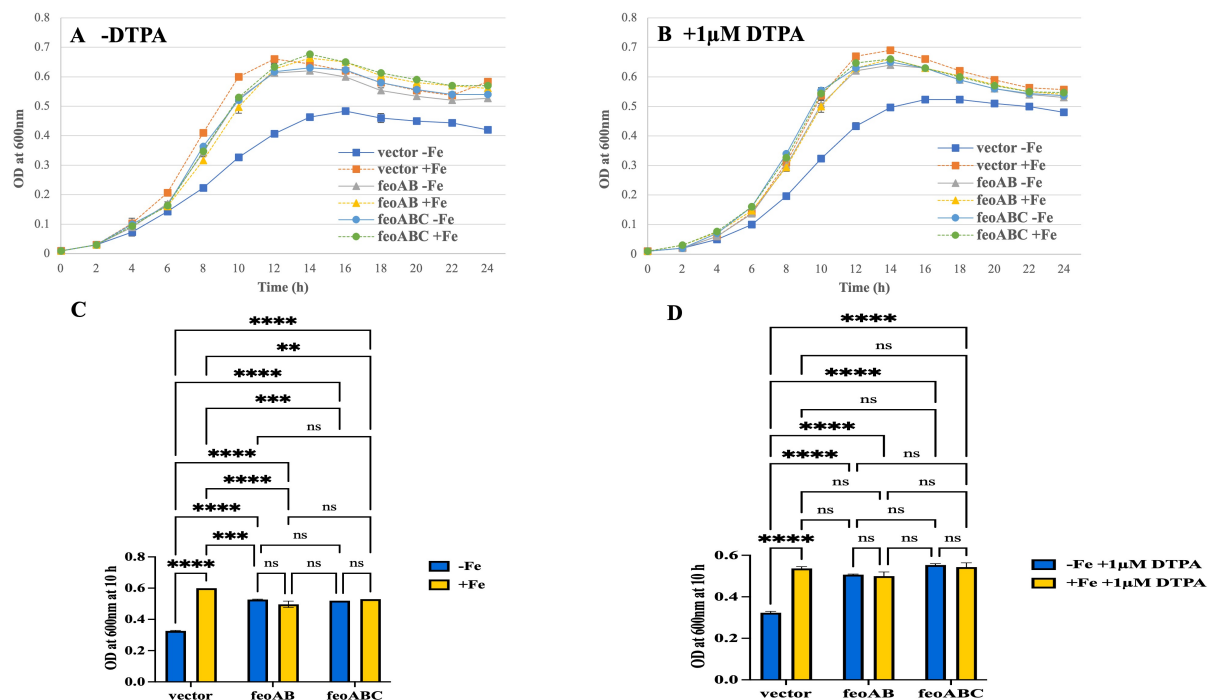 A -DTPA
0.8
0.7
0.6
0.5
0.4
0.3
0.2
0.1
0
OD at 600nm
0 2 4 6 8 10 12 14 16 18 20 22 24
Time (h)
vector -Fe
vector +Fe
feoAB -Fe
feoAB +Fe
feoABC -Fe
feoABC +Fe
B +1µM DTPA
0.8
0.7
0.6
0.5
0.4
0.3
0.2
0.1
0
OD at 600nm
0 2 4 6 8 10 12 14 16 18 20 22 24
Time (h)
vector -Fe
vector +Fe
feoAB -Fe
feoAB +Fe
feoABC -Fe
feoABC +Fe
C
****
**
****
***
ns
****
****
ns
****
***
ns
****
ns
ns
ns
0.8
0.6
0.4
0.2
0.0
OD at 600nm at 10 h
vector feoAB feoABC
-Fe
+Fe
D
****
ns
****
ns
****
****
ns
ns
ns
ns
ns
****
ns
ns
ns
0.6
0.4
0.2
0.0
OD at 600nm at 10 h
vector feoAB feoABC
-Fe +1µM DTPA
+Fe +1µM DTPA